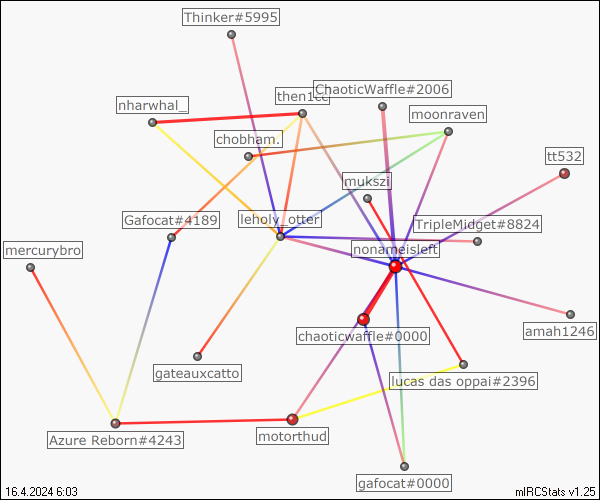 Thinker#5995
ChaoticWaffle#2006
nharwhal_
moonraven
chobham.
tt532
mukszi
Gafocat#4189
leholy_otter
TripleMidget#8824
mercurybro
nonameisleft
amah1246
chaoticwaffle#0000
gateauxcatto
lucas das oppai#2396
Azure Reborn#4243
motorthud
gafocat#0000
16.4.2024 6:03
mIRCStats v1.25